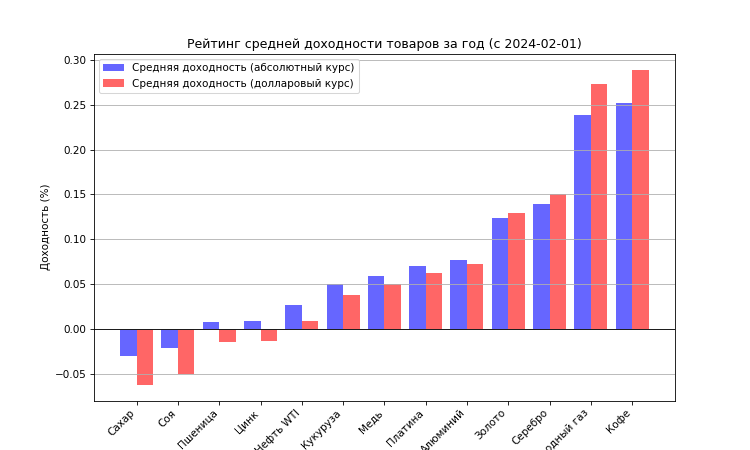 Рейтинг средней доходности товаров за год (с 2024-02-01)
Средняя доходность (абсолютный курс)
Средняя доходность (долларовый курс)
Доходность (%)
0.30
0.25
0.20
0.15
0.10
0.05
0.00
−0.05
Сахар
Соя
Пшеница
Цинк
Нефть WTI
Кукуруза
Медь
Платина
Алюминий
Золото
Серебро
газ
Кофе